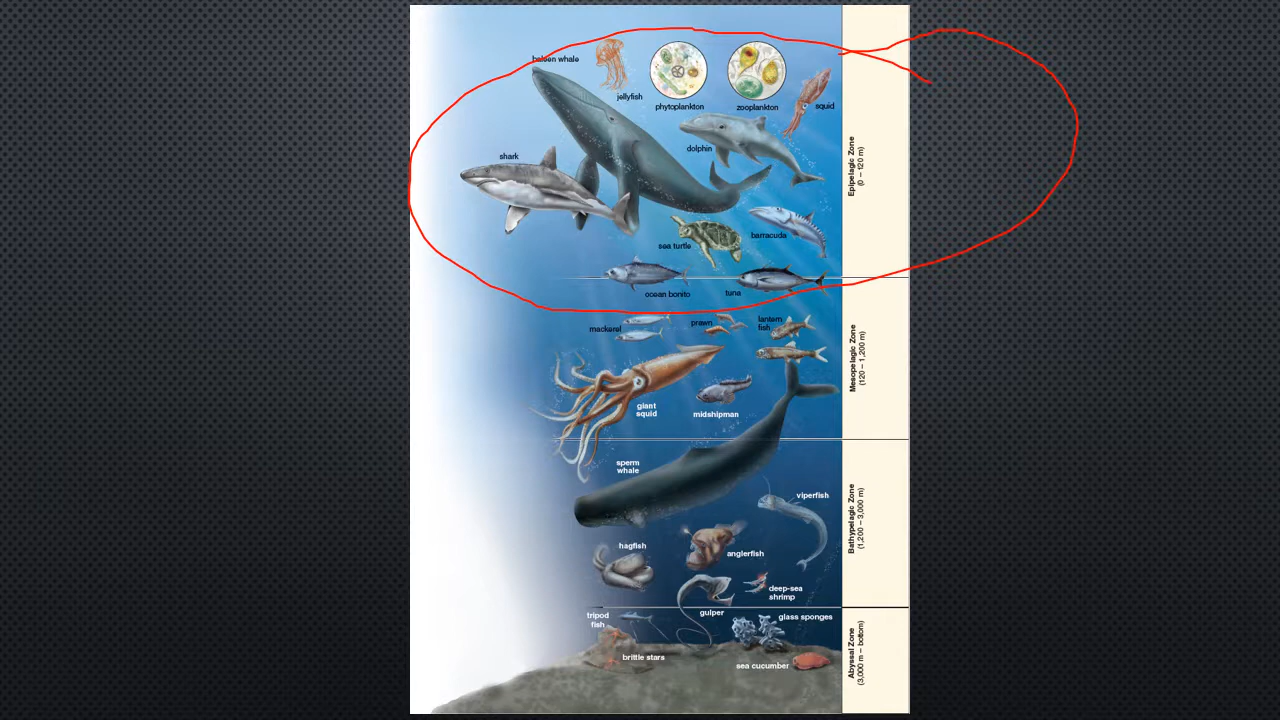 baleen whale
jellyfish
phytoplankton
zooplankton
squid
dolphin
shark
barracuda
sea turtle
ocean bonito
tuna
Epipelagic Zone
(0 – 120 m)
mackerel
prawn
lantern
fish
giant
squid
midshipman
Mesopelagic Zone
(120 – 1,200 m)
sperm
whale
viperfish
hagfish
anglerfish
deep-sea
shrimp
Bathypelagic Zone
(1,200 – 3,000 m)
gulper
tripod
fish
glass sponges
brittle stars
sea cucumber
Abyssal Zone
(3,000 m – bottom)